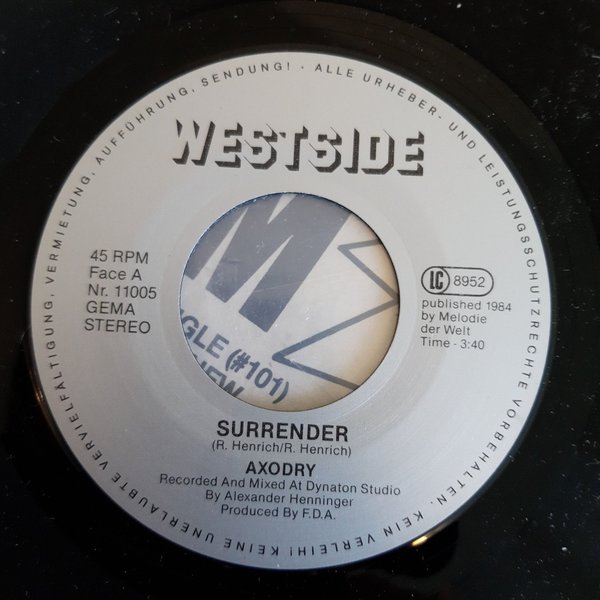 ALLE URHEBER- UND LEISTUNGSSCHUTZRECHTE VORBEHALTEN. KEIN VERLEIH! KEINE UNERLAUBTE VERVIELFÄLTIGUNG, VERMIETUNG, AUFFÜHRUNG, SENDUNG! ·
WESTSIDE
45 RPM
Face A
Nr. 11005
GEMA
STEREO
LC 8952
published 1984
by Melodie
der Welt
Time - 3:40
M
GLE (#101)
SURRENDER
(R. Henrich/R. Henrich)
AXODRY
Recorded And Mixed At Dynaton Studio
By Alexander Henninger
Produced By F.D.A.